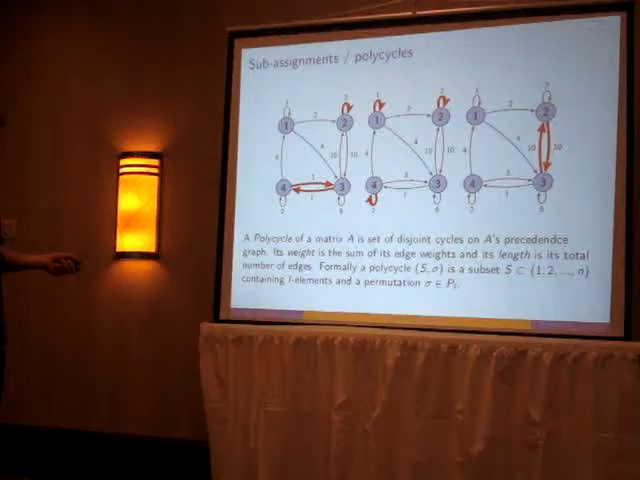 Sub-assignments / polycycles
A Polycycle of a matrix A is set of disjoint cycles on A's precedendce
graph. Its weight is the sum of its edge weights and its length is its total
number of edges. Formally a polycycle (S, σ) is a subset S ⊂ {1, 2, ..., n}
containing l-elements and a permutation σ ∈ Pₗ.